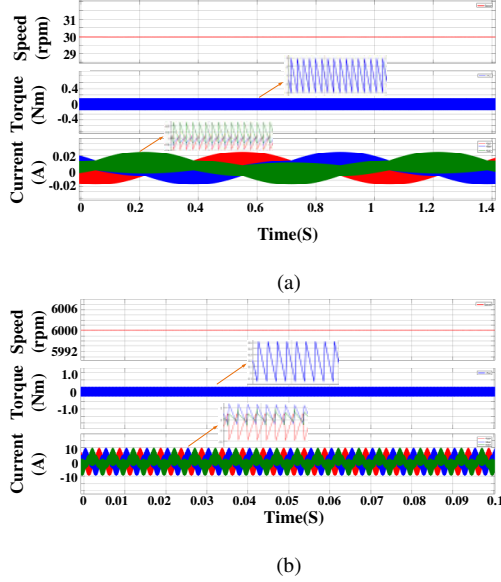 Speed
(rpm)
31
30
29
Torque
(Nm)
0.4
0
-0.4
Current
(A)
0.02
0
-0.02
0 0.2 0.4 0.6 0.8 1 1.2 1.4
Time(S)
(a)
Speed
(rpm)
6006
6000
5992
Torque
(Nm)
1.0
0
-1.0
Current
(A)
10
0
-10
0 0.01 0.02 0.03 0.04 0.05 0.06 0.07 0.08 0.09 0.1
Time(S)
(b)